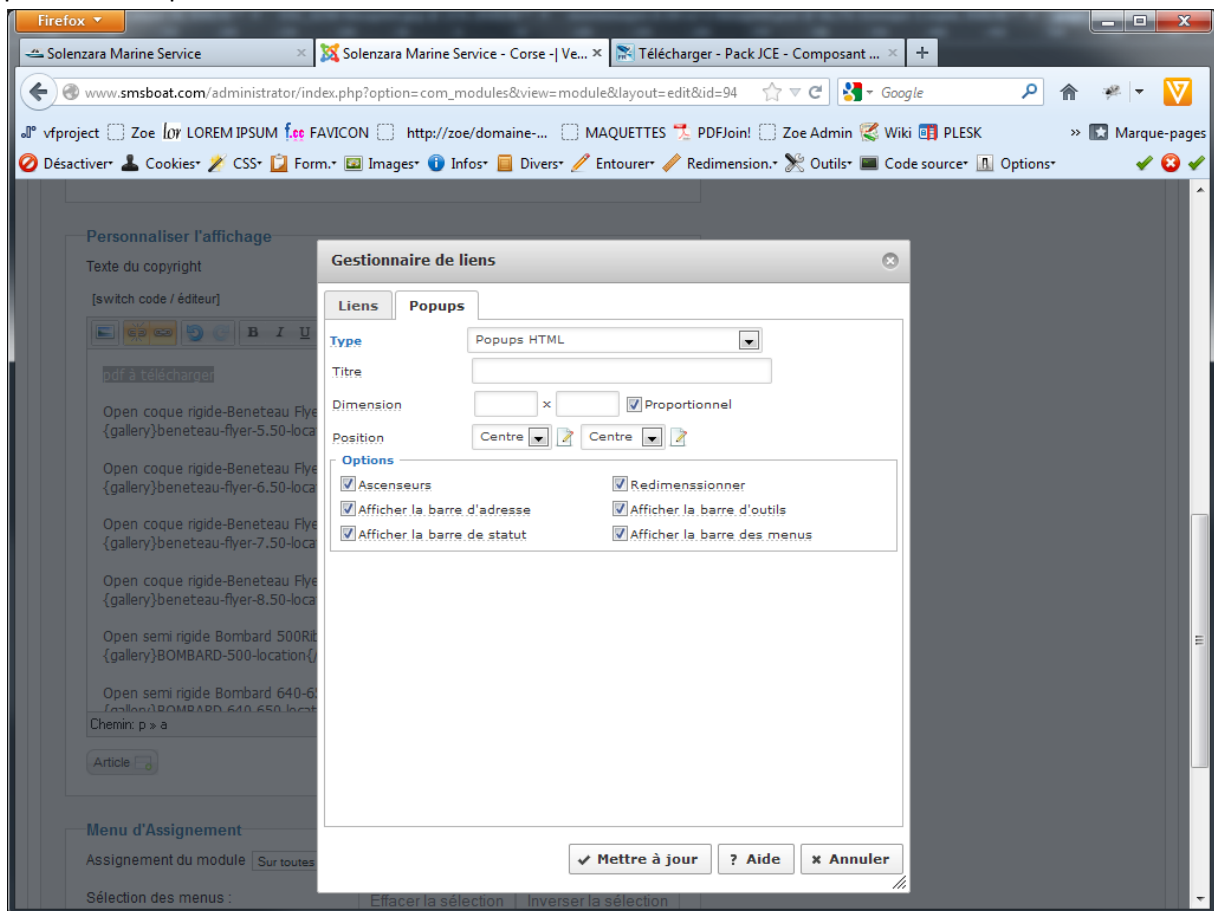 Firefox
Solenzara Marine Service
Solenzara Marine Service - Corse -| Ve...
Télécharger - Pack JCE - Composant ...
www.smsboat.com/administrator/index.php?option=com_modules&view=module&layout=edit&id=94
Google
vfproject Zoe LOREM IPSUM FAVICON http://zoe/domaine-... MAQUETTES PDFJoin! Zoe Admin Wiki PLESK » Marque-pages
Désactiver Cookies CSS Form. Images Infos Divers Entourer Redimension. Outils Code source Options
Personnaliser l'affichage
Texte du copyright
[switch code / éditeur]
B I U
pdf à télécharger
Open coque rigide-Beneteau Flye
{gallery}beneteau-flyer-5.50-loca
Open coque rigide-Beneteau Flye
{gallery}beneteau-flyer-6.50-loca
Open coque rigide-Beneteau Flye
{gallery}beneteau-flyer-7.50-loca
Open coque rigide-Beneteau Flye
{gallery}beneteau-flyer-8.50-loca
Open semi rigide Bombard 500Rib
{gallery}BOMBARD-500-location{/
Open semi rigide Bombard 640-6
{gallery}BOMBARD 640-650 locat
Chemin: p » a
Article
Menu d'Assignement
Assignement du module Sur toutes
Sélection des menus :
Effacer la sélection Inverser la sélection
Gestionnaire de liens
Liens Popups
Type Popups HTML
Titre
Dimension × Proportionnel
Position Centre Centre
Options
Ascenseurs Redimenssionner
Afficher la barre d'adresse Afficher la barre d'outils
Afficher la barre de statut Afficher la barre des menus
Mettre à jour ? Aide Annuler